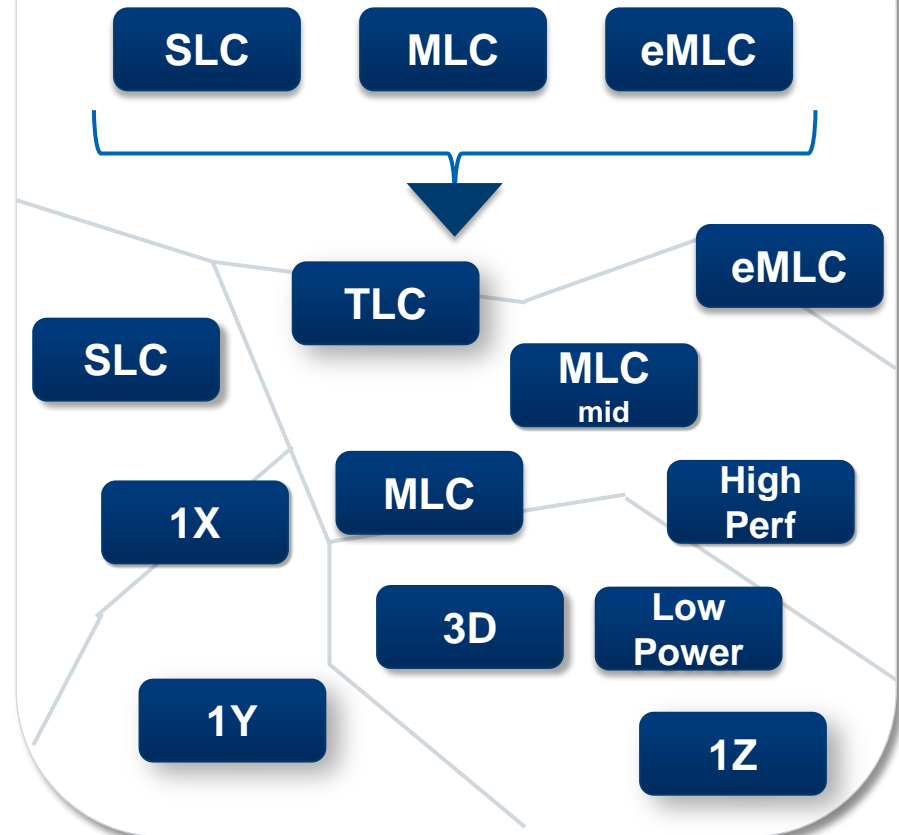 SLC
MLC
eMLC
eMLC
TLC
SLC
MLC
mid
MLC
High
Perf
1X
3D
Low
Power
1Y
1Z